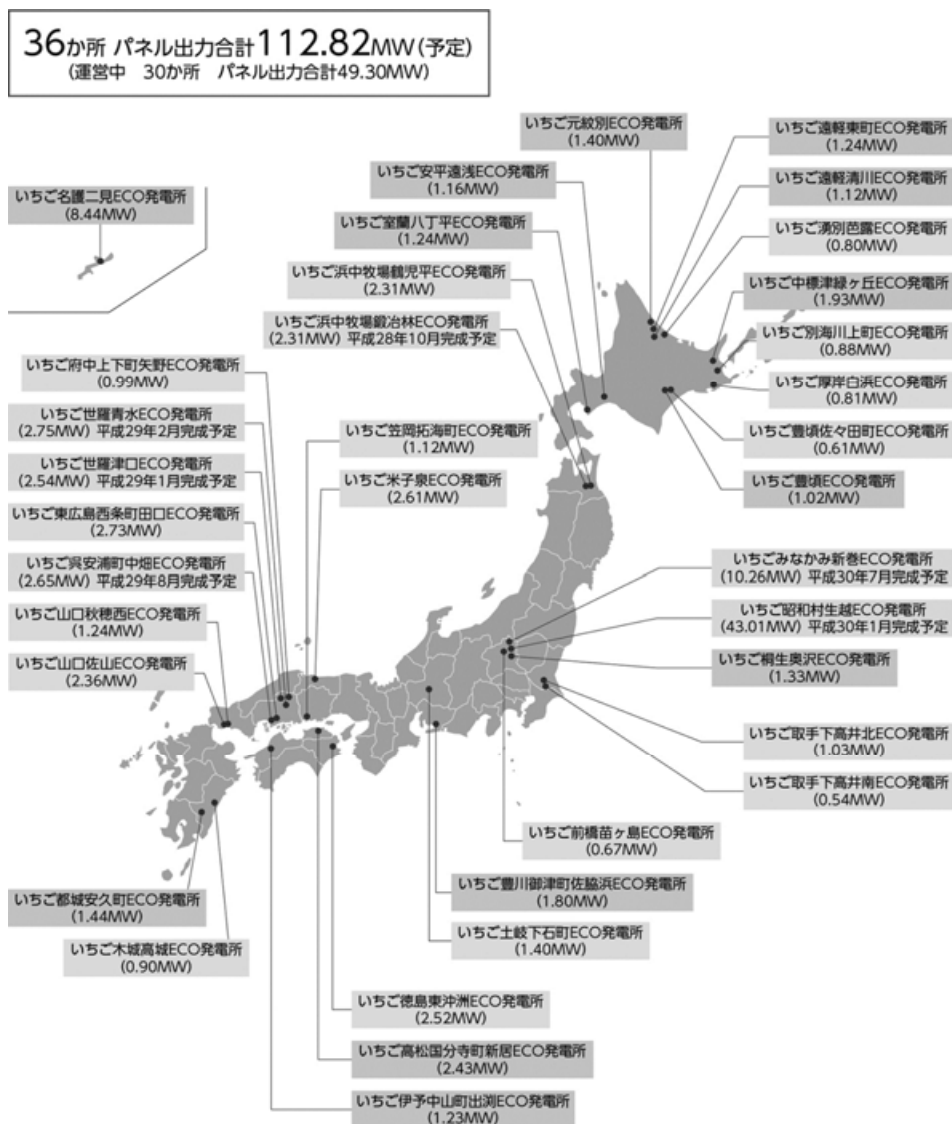 36か所 パネル出力合計112.82MW(予定)
(運営中 30か所 パネル出力合計49.30MW)
いちご元紋別ECO発電所
(1.40MW)
いちご遠軽東町ECO発電所
(1.24MW)
いちご安平遠浅ECO発電所
(1.16MW)
いちご遠軽清川ECO発電所
(1.12MW)
いちご名護二見ECO発電所
(8.44MW)
いちご室蘭八丁平ECO発電所
(1.24MW)
いちご湧別芭露ECO発電所
(0.80MW)
いちご浜中牧場鶴児平ECO発電所
(2.31MW)
いちご中標津緑ヶ丘ECO発電所
(1.93MW)
いちご浜中牧場鍛冶林ECO発電所
(2.31MW) 平成28年10月完成予定
いちご別海川上町ECO発電所
(0.88MW)
いちご府中上下町矢野ECO発電所
(0.99MW)
いちご厚岸白浜ECO発電所
(0.81MW)
いちご世羅青水ECO発電所
(2.75MW) 平成29年2月完成予定
いちご笠岡拓海町ECO発電所
(1.12MW)
いちご豊頃佐々田町ECO発電所
(0.61MW)
いちご世羅津口ECO発電所
(2.54MW) 平成29年1月完成予定
いちご米子泉ECO発電所
(2.61MW)
いちご豊頃ECO発電所
(1.02MW)
いちご東広島西条町田口ECO発電所
(2.73MW)
いちご呉安浦町中畑ECO発電所
(2.65MW) 平成29年8月完成予定
いちごみなかみ新巻ECO発電所
(10.26MW) 平成30年7月完成予定
いちご山口秋穂西ECO発電所
(1.24MW)
いちご昭和村生越ECO発電所
(43.01MW) 平成30年1月完成予定
いちご山口佐山ECO発電所
(2.36MW)
いちご桐生奥沢ECO発電所
(1.33MW)
いちご取手下高井北ECO発電所
(1.03MW)
いちご取手下高井南ECO発電所
(0.54MW)
いちご前橋苗ヶ島ECO発電所
(0.67MW)
いちご豊川御津町佐脇浜ECO発電所
(1.80MW)
いちご都城安久町ECO発電所
(1.44MW)
いちご土岐下石町ECO発電所
(1.40MW)
いちご木城高城ECO発電所
(0.90MW)
いちご徳島東沖洲ECO発電所
(2.52MW)
いちご高松国分寺町新居ECO発電所
(2.43MW)
いちご伊予中山町出渕ECO発電所
(1.23MW)